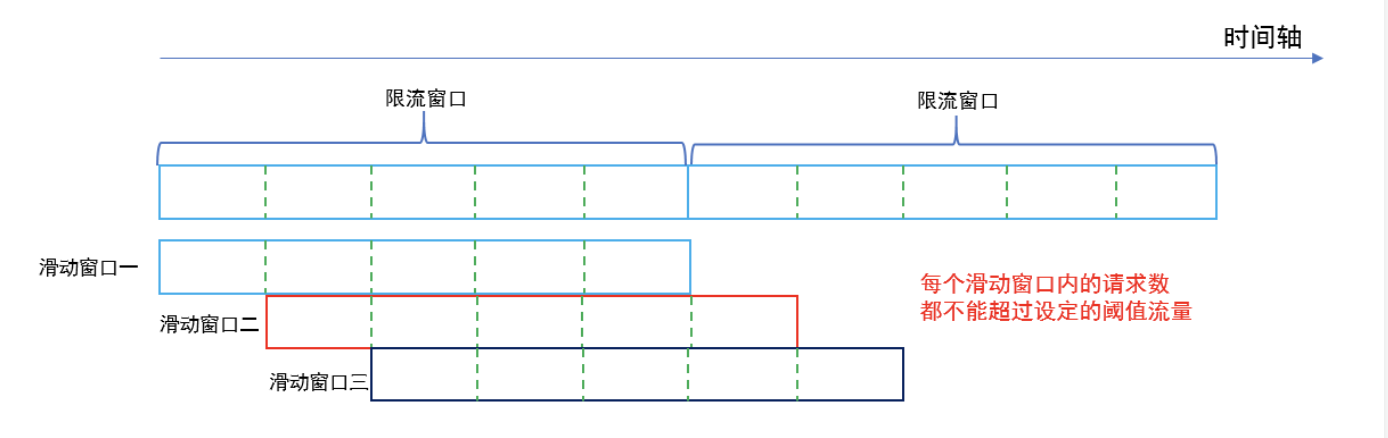 时间轴
限流窗口
限流窗口
滑动窗口一
滑动窗口二
滑动窗口三
每个滑动窗口内的请求数
都不能超过设定的阈值流量